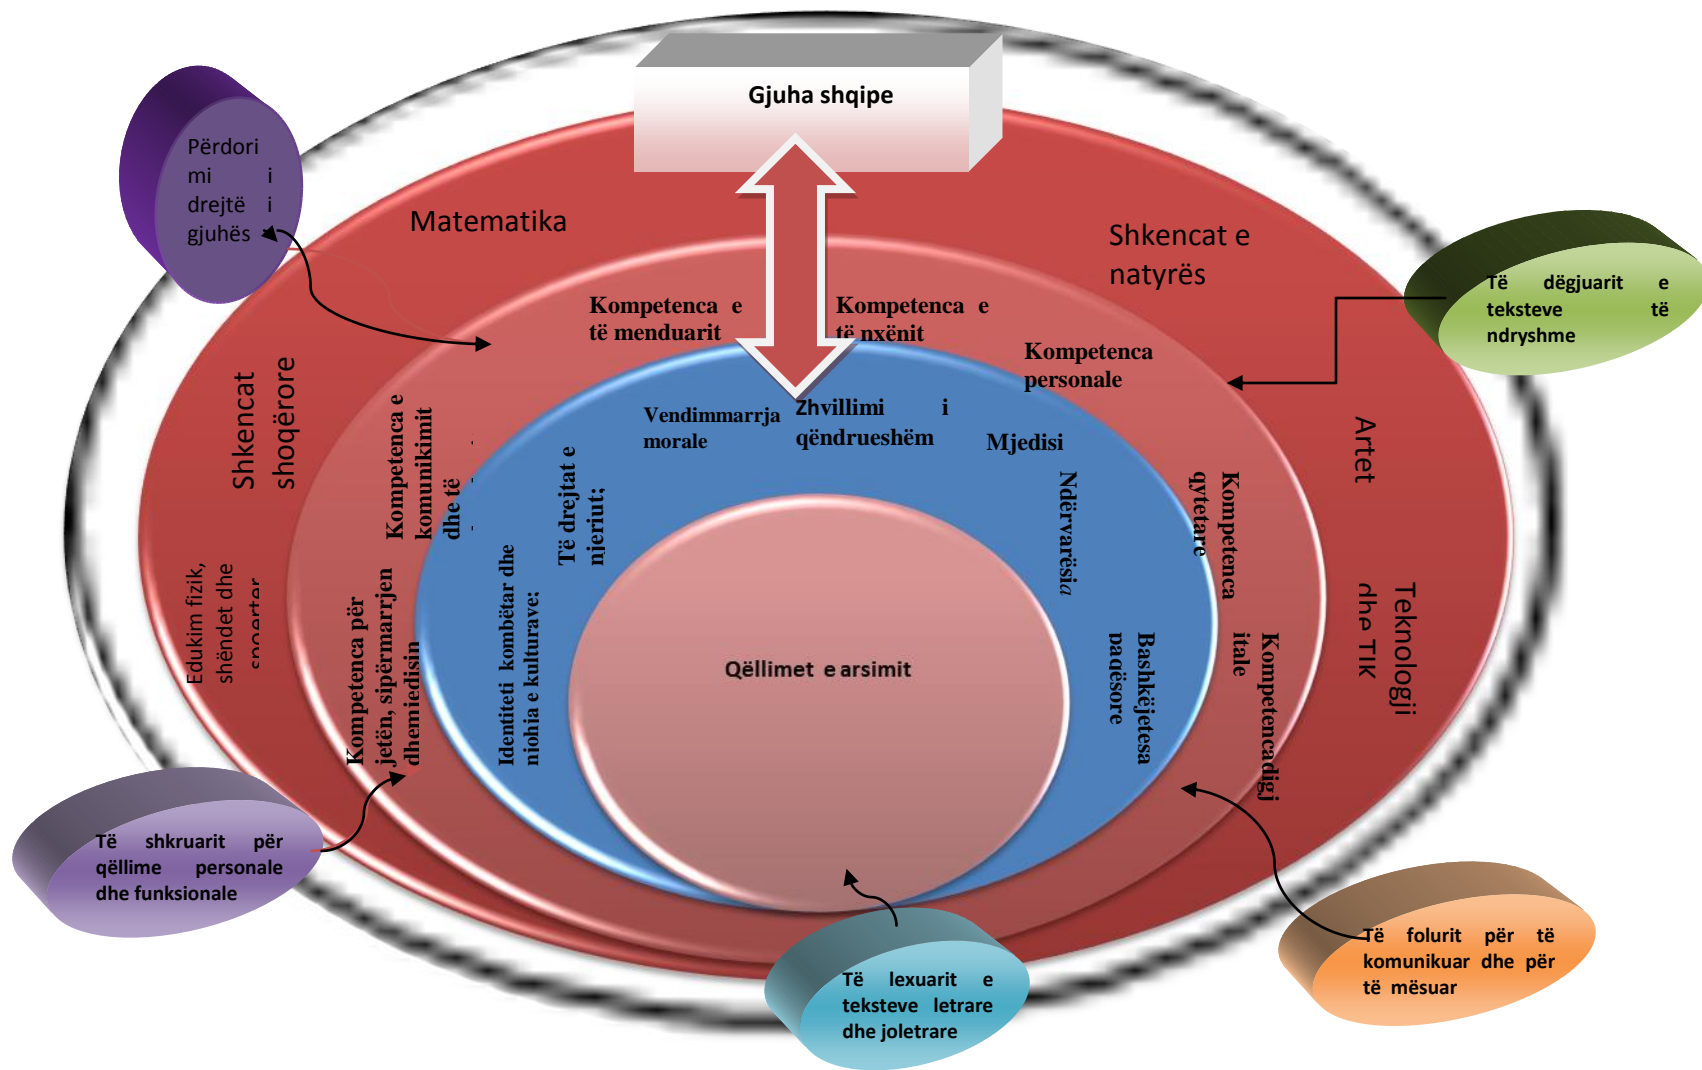 Gjuha shqipe
Përdori
mi i
drejtë i
gjuhës
Matematika
Shkencat e
natyrës
Të dëgjuarit e
teksteve të
ndryshme
Kompetenca e
të menduarit
Kompetenca e
të nxënit
Kompetenca
personale
Shkencat
shoqërore
Kompetenca e
komunikimit
dhe të
Vendimmarrja
morale
Zhvillimi i
qëndrueshëm
Mjedisi
Të drejtat e
njeriut;
Ndërvarësia
Kompetenca
qytetare
Artet
Edukim fizik,
shëndet dhe
Kompetenca për
jetën, sipërmarrjen
dhemjedisin
Identiteti kombëtar dhe
njohja e kulturave;
Qëllimet e arsimit
Bashkëjetesa
paqësore
Kompetencadigj
itale
Teknologji
dhe TIK
Të shkruarit për
qëllime personale
dhe funksionale
Të lexuarit e
teksteve letrare
dhe joletrare
Të folurit për të
komunikuar dhe për
të mësuar